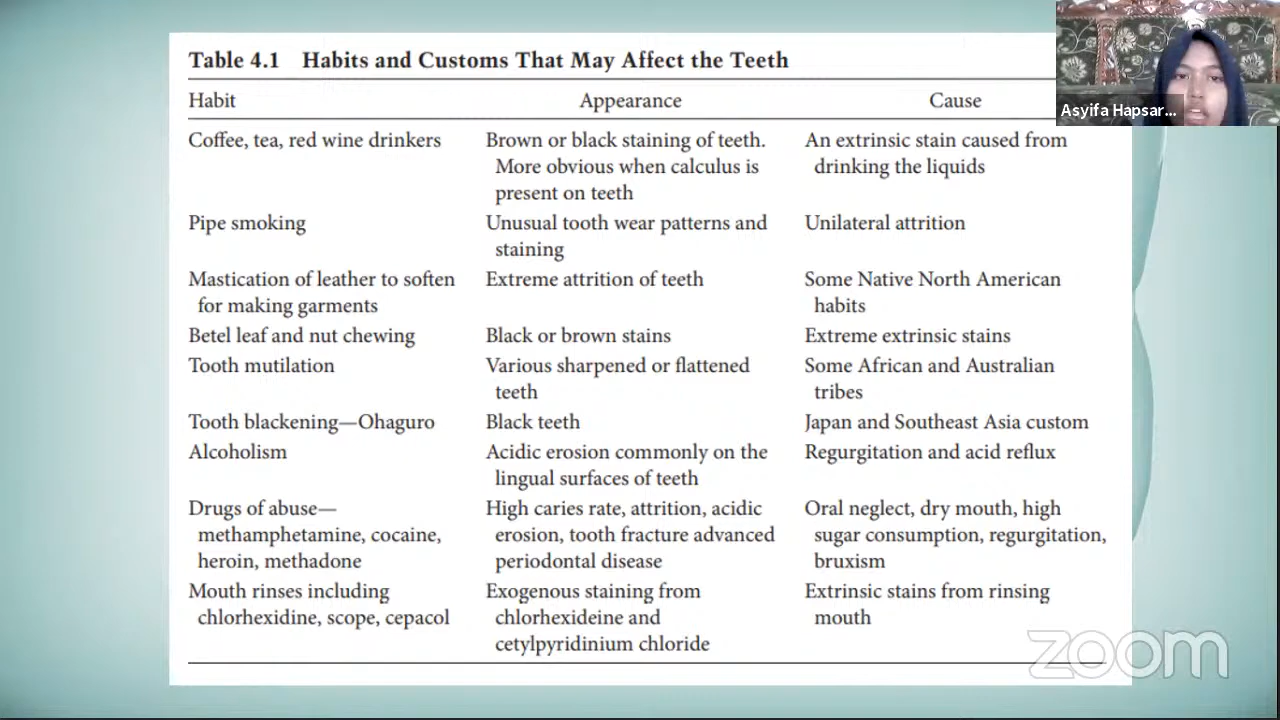 Table 4.1 Habits and Customs That May Affect the Teeth
Habit Appearance Cause
Asyifa Hapsar...
Coffee, tea, red wine drinkers Brown or black staining of teeth. An extrinsic stain caused from
More obvious when calculus is drinking the liquids
present on teeth
Pipe smoking Unusual tooth wear patterns and Unilateral attrition
staining
Mastication of leather to soften Extreme attrition of teeth Some Native North American
for making garments habits
Betel leaf and nut chewing Black or brown stains Extreme extrinsic stains
Tooth mutilation Various sharpened or flattened Some African and Australian
teeth tribes
Tooth blackening—Ohaguro Black teeth Japan and Southeast Asia custom
Alcoholism Acidic erosion commonly on the Regurgitation and acid reflux
lingual surfaces of teeth
Drugs of abuse— High caries rate, attrition, acidic Oral neglect, dry mouth, high
methamphetamine, cocaine, erosion, tooth fracture advanced sugar consumption, regurgitation,
heroin, methadone periodontal disease bruxism
Mouth rinses including Exogenous staining from Extrinsic stains from rinsing
chlorhexidine, scope, cepacol chlorhexideine and mouth
cetylpyridinium chloride
zoom